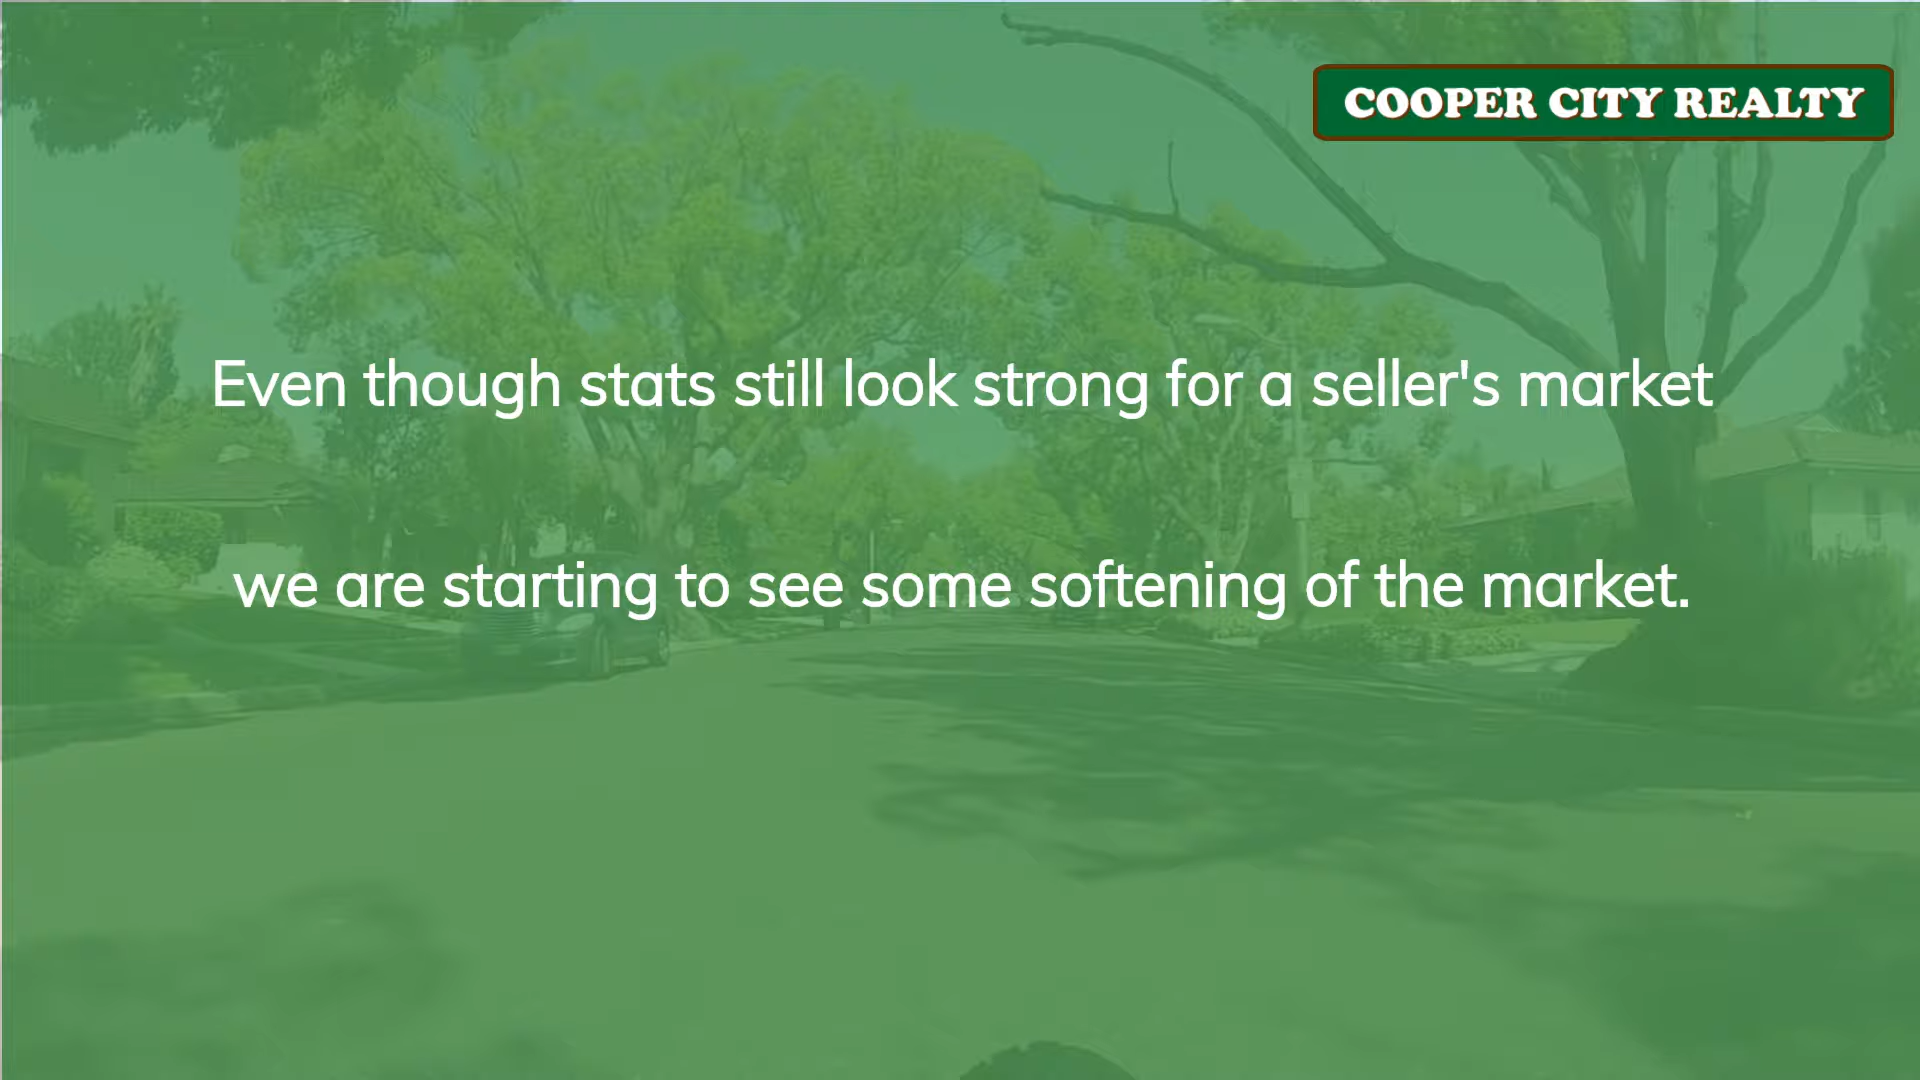 COOPER CITY REALTY
Even though stats still look strong for a seller's market
we are starting to see some softening of the market.